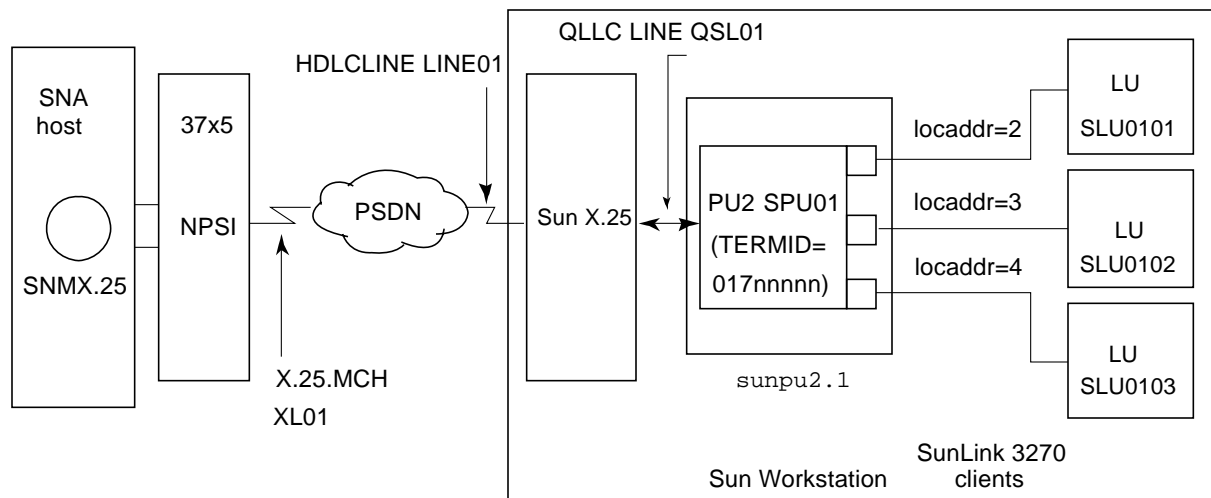 QLLC LINE QSL01
HDLCLINE LINE01
SNA
host
SNMX.25
37x5
NPSI
PSDN
X.25.MCH
XL01
Sun X.25
PU2 SPU01
(TERMID=
017nnnnn)
sunpu2.1
locaddr=2
locaddr=3
locaddr=4
LU
SLU0101
LU
SLU0102
LU
SLU0103
SunLink 3270
clients
Sun Workstation